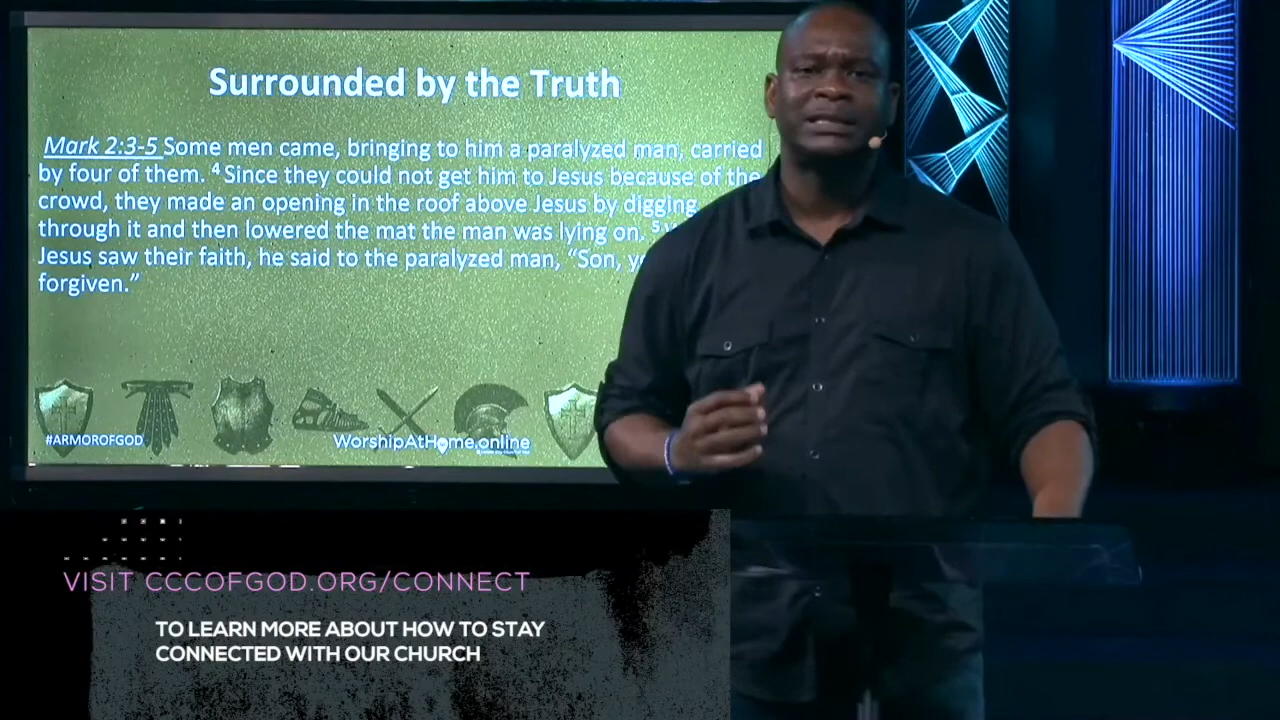 Surrounded by the Truth
Mark 2:3-5 Some men came, bringing to him a paralyzed man, carried
by four of them. 4 Since they could not get him to Jesus because of the
crowd, they made an opening in the roof above Jesus by digging
through it and then lowered the mat the man was lying on. 5
Jesus saw their faith, he said to the paralyzed man, “Son,
forgiven.”
#ARMOROFGOD
WorshipAtHome.online
VISIT CCCOFGOD.ORG/CONNECT
TO LEARN MORE ABOUT HOW TO STAY
CONNECTED WITH OUR CHURCH